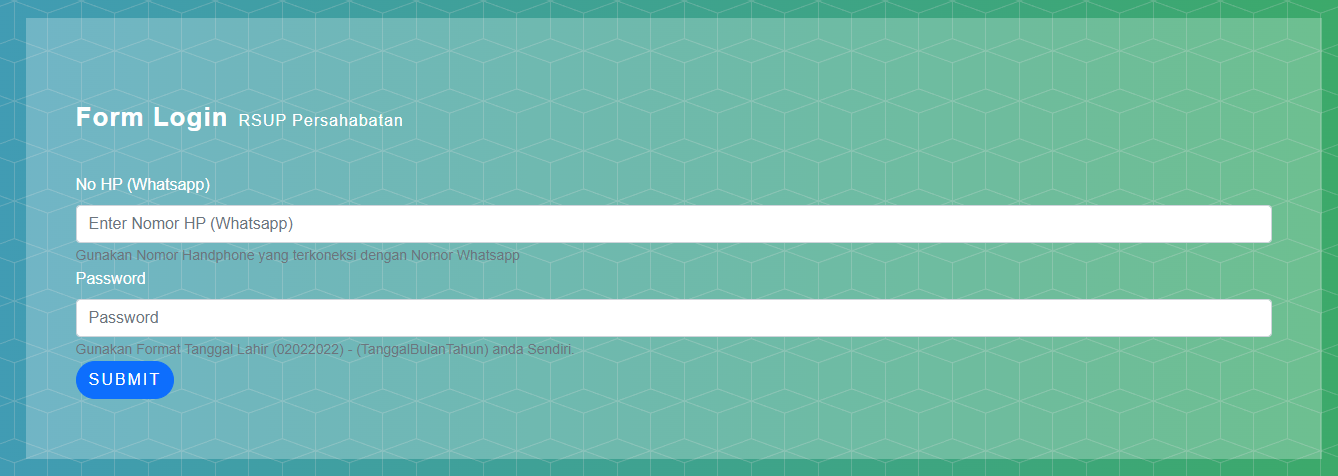 Form Login RSUP Persahabatan
No HP (Whatsapp)
Enter Nomor HP (Whatsapp)
Gunakan Nomor Handphone yang terkoneksi dengan Nomor Whatsapp
Password
Password
Gunakan Format Tanggal Lahir (02022022) - (TanggalBulanTahun) anda Sendiri.
SUBMIT